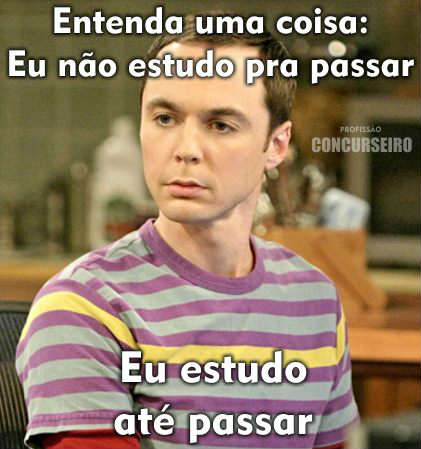 Entenda uma coisa:
Eu não estudo pra passar
PROFISSÃO
CONCURSEIRO
Eu estudo
até passar